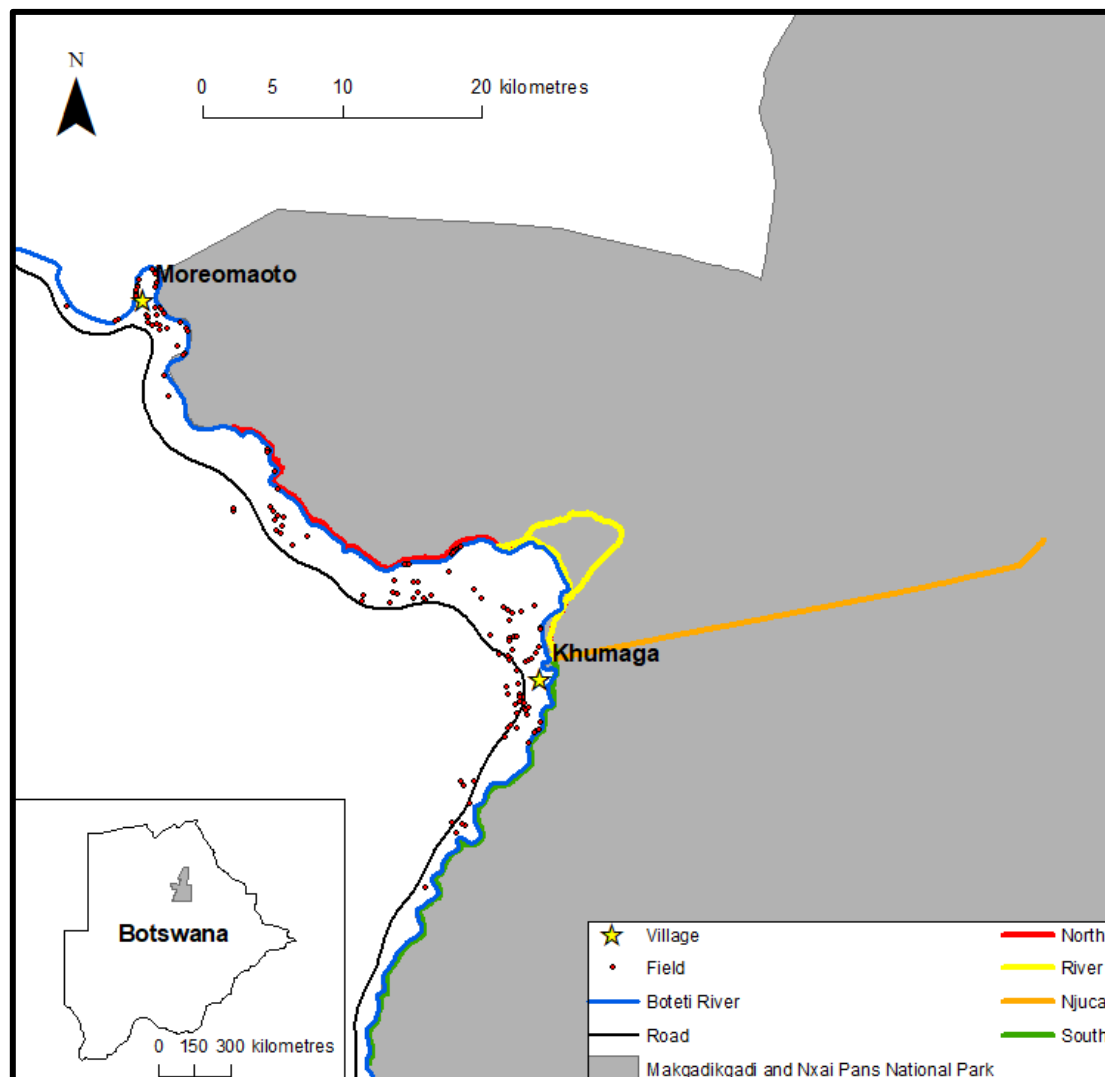 N
0 5 10 20 kilometres
Moreomaoto
Khumaga
Botswana
0 150 300 kilometres
Village
Field
Boteti River
Road
Makgadikgadi and Nxai Pans National Park
North
River
Njuca
South